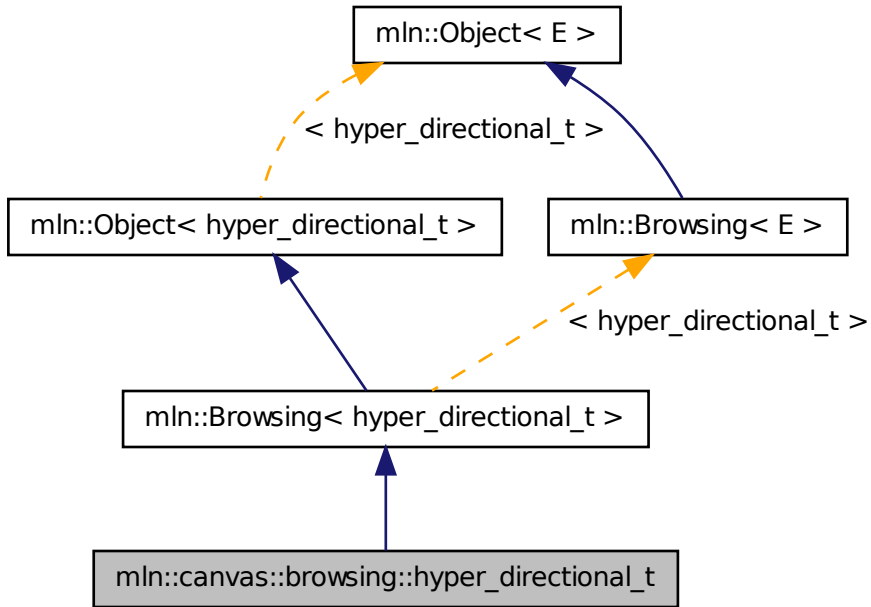 mln::Object< E >
< hyper_directional_t >
mln::Object< hyper_directional_t >
mln::Browsing< E >
< hyper_directional_t >
mln::Browsing< hyper_directional_t >
mln::canvas::browsing::hyper_directional_t